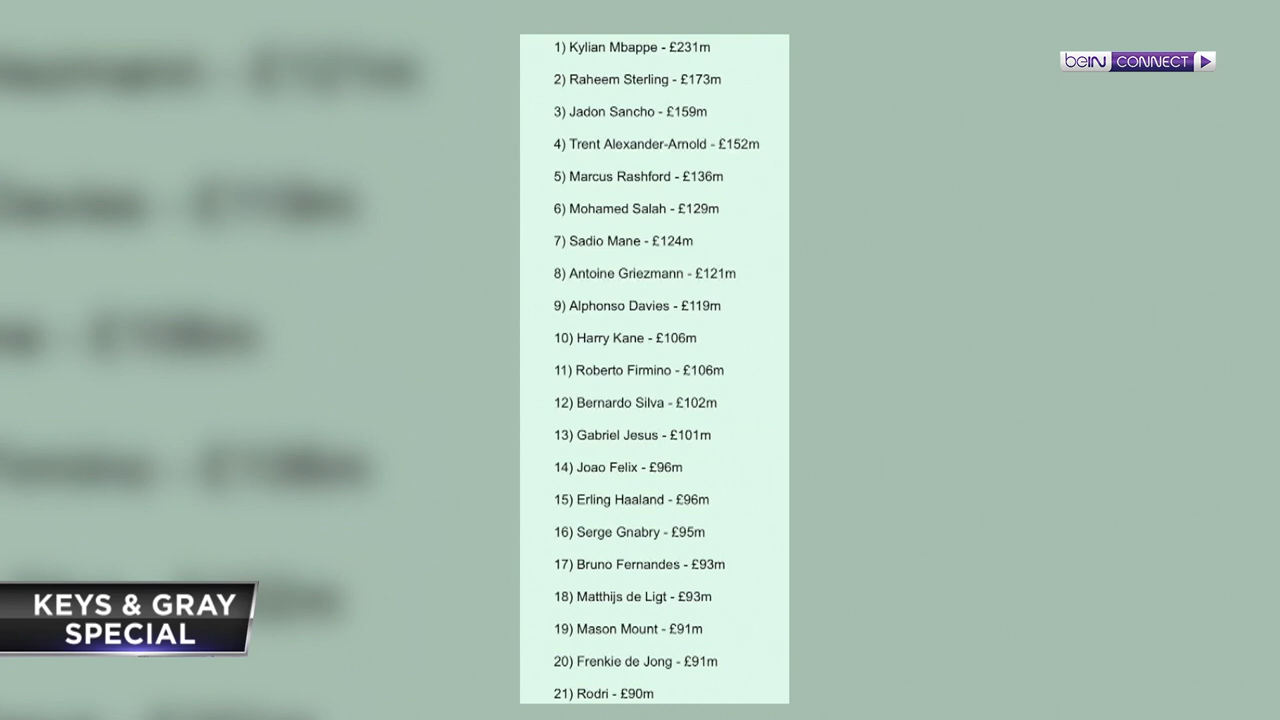 1) Kylian Mbappe - £231m
2) Raheem Sterling - £173m
3) Jadon Sancho - £159m
4) Trent Alexander-Arnold - £152m
5) Marcus Rashford - £136m
6) Mohamed Salah - £129m
7) Sadio Mane - £124m
8) Antoine Griezmann - £121m
9) Alphonso Davies - £119m
10) Harry Kane - £106m
11) Roberto Firmino - £106m
12) Bernardo Silva - £102m
13) Gabriel Jesus - £101m
14) Joao Felix - £96m
15) Erling Haaland - £96m
16) Serge Gnabry - £95m
17) Bruno Fernandes - £93m
18) Matthijs de Ligt - £93m
19) Mason Mount - £91m
20) Frenkie de Jong - £91m
21) Rodri - £90m
beIN CONNECT
KEYS & GRAY
SPECIAL